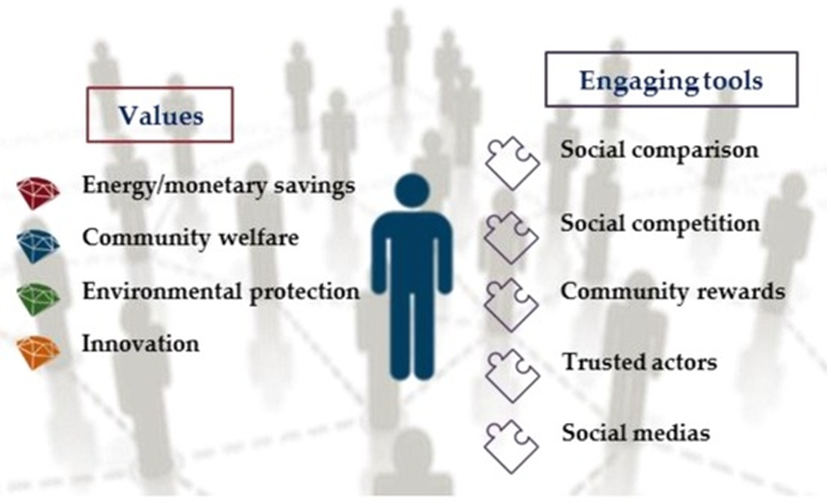 Values
Energy/monetary savings
Community welfare
Environmental protection
Innovation
Engaging tools
Social comparison
Social competition
Community rewards
Trusted actors
Social medias